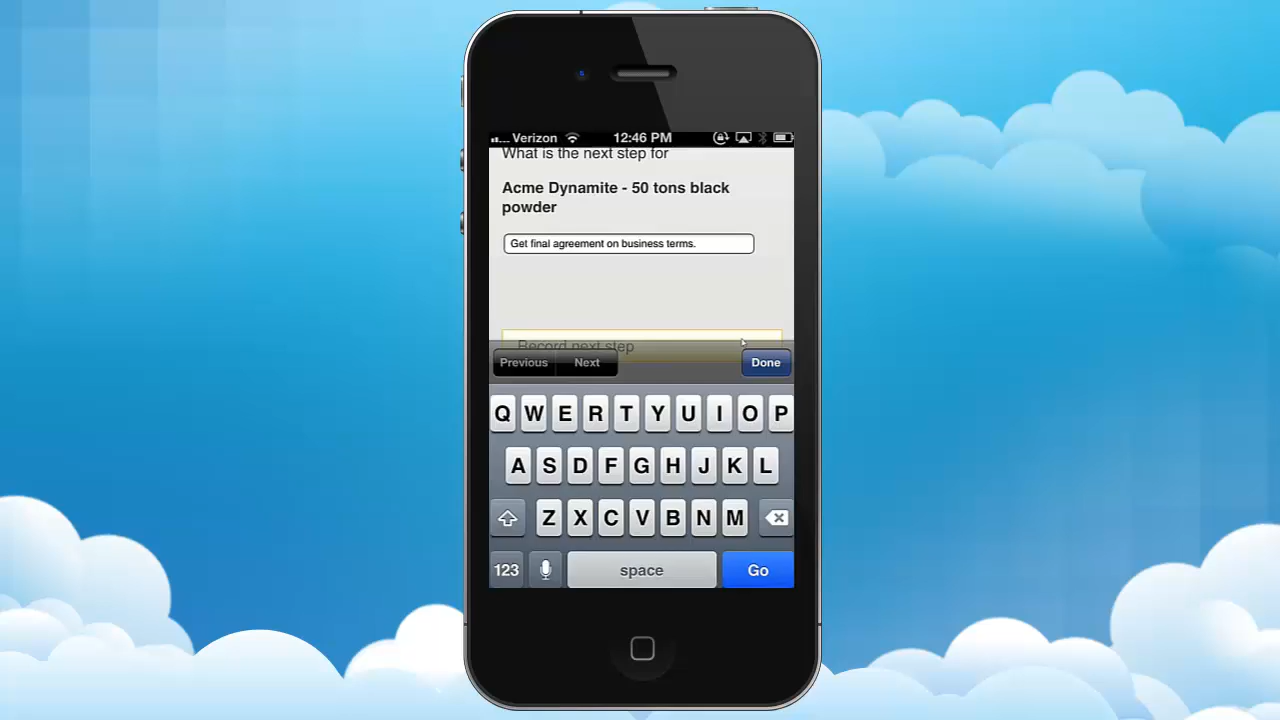 Verizon 12:46 PM
What is the next step for
Acme Dynamite - 50 tons black
powder
Get final agreement on business terms.
Record next step
Previous Next Done
Q W E R T Y U I O P
A S D F G H J K L
Z X C V B N M
123 space Go